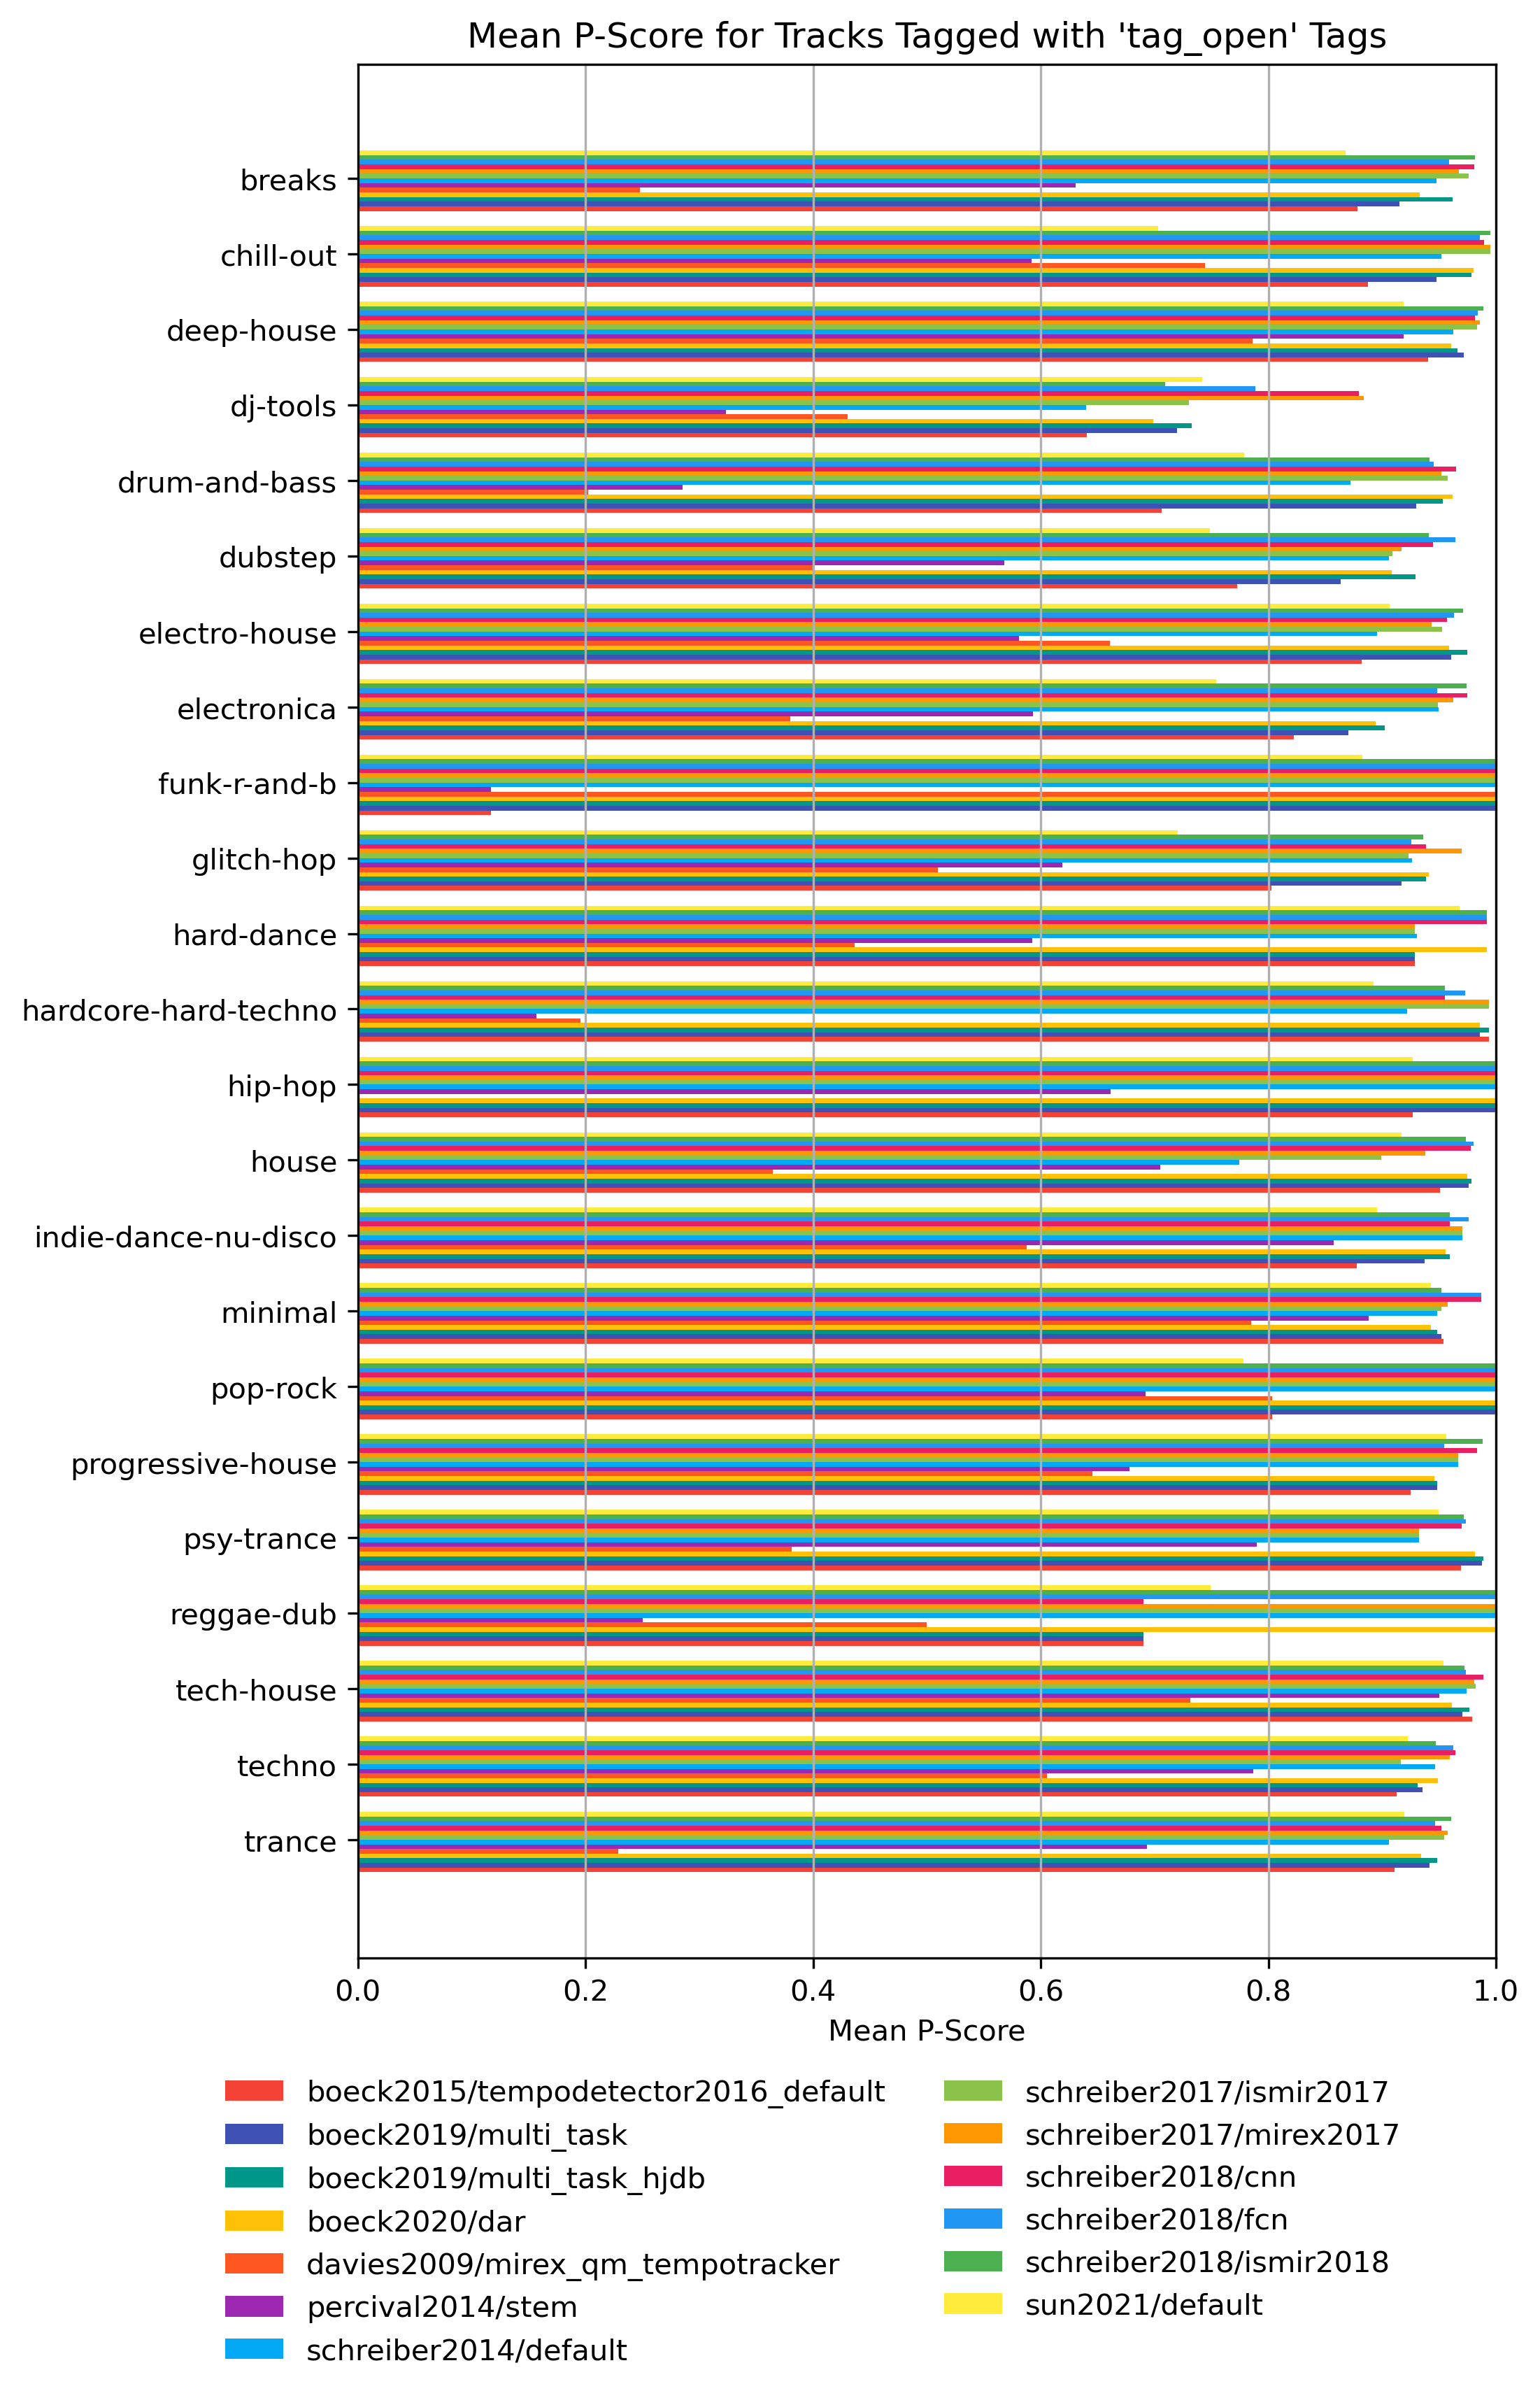 Mean P-Score for Tracks Tagged with 'tag_open' Tags
breaks
chill-out
deep-house
dj-tools
drum-and-bass
dubstep
electro-house
electronica
funk-r-and-b
glitch-hop
hard-dance
hardcore-hard-techno
hip-hop
house
indie-dance-nu-disco
minimal
pop-rock
progressive-house
psy-trance
reggae-dub
tech-house
techno
trance
0.0 0.2 0.4 0.6 0.8 1.0
Mean P-Score
boeck2015/tempodetector2016_default
boeck2019/multi_task
boeck2019/multi_task_hjdb
boeck2020/dar
davies2009/mirex_qm_tempotracker
percival2014/stem
schreiber2014/default
schreiber2017/ismir2017
schreiber2017/mirex2017
schreiber2018/cnn
schreiber2018/fcn
schreiber2018/ismir2018
sun2021/default